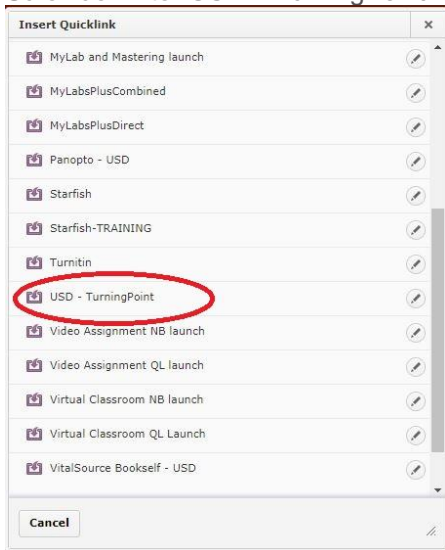 Insert Quicklink
MyLab and Mastering launch
MyLabsPlusCombined
MyLabsPlusDirect
Panopto - USD
Starfish
Starfish-TRAINING
Turnitin
USD - TurningPoint
Video Assignment NB launch
Video Assignment QL launch
Virtual Classroom NB launch
Virtual Classroom QL Launch
VitalSource Bookself - USD
Cancel